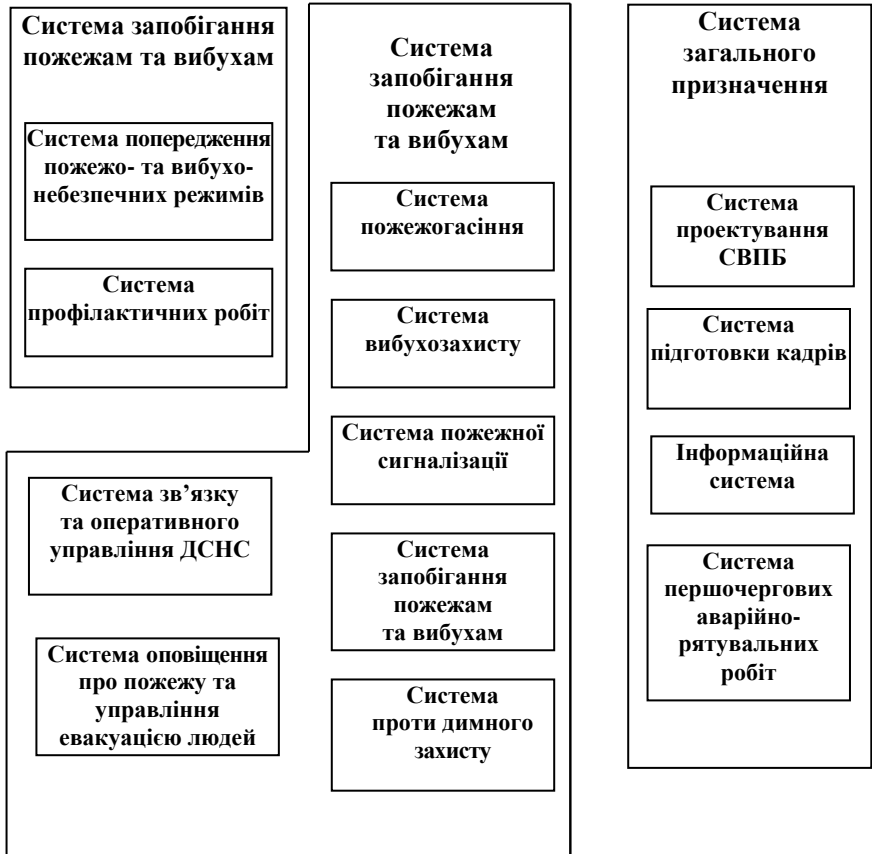 Система запобігання
пожежам та вибухам
Система попередження
пожежо- та вибухо-
небезпечних режимів
Система
профілактичних робіт
Система
запобігання
пожежам
та вибухам
Система
пожежогасіння
Система
вибухозахисту
Система пожежної
сигналізації
Система
запобігання
пожежам
та вибухам
Система
проти димного
захисту
Система зв’язку
та оперативного
управління ДСНС
Система оповіщення
про пожежу та
управління
евакуацією людей
Система
загального
призначення
Система
проектування
СВПБ
Система
підготовки кадрів
Інформаційна
система
Система
першочергових
аварійно-
рятувальних
робіт